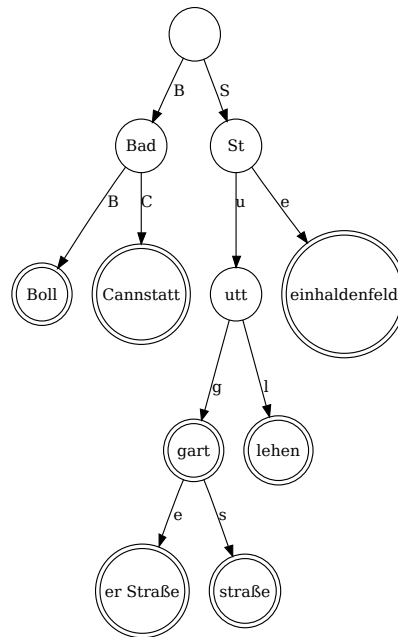 B
S
Bad
St
B
C
u
e
Boll
Cannstatt
utt
einhaldenfeld
g
l
gart
lehen
e
s
er Straße
straße